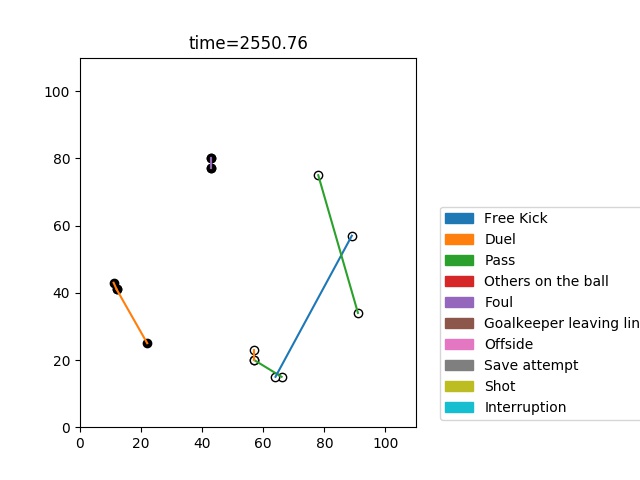 time=2550.76
100
80
60
40
20
0
0 20 40 60 80 100
Free Kick
Duel
Pass
Others on the ball
Foul
Goalkeeper leaving lin
Offside
Save attempt
Shot
Interruption